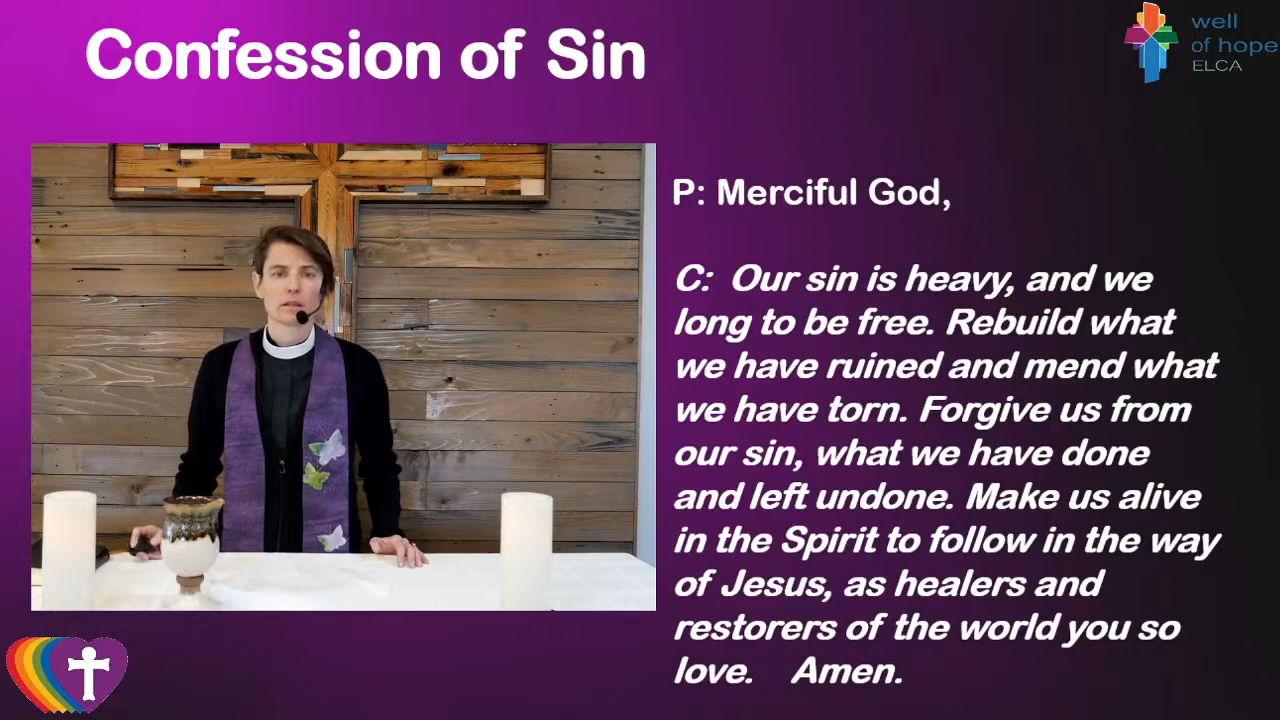 Confession of Sin
well
of hope
ELCA
P: Merciful God,
C: Our sin is heavy, and we
long to be free. Rebuild what
we have ruined and mend what
we have torn. Forgive us from
our sin, what we have done
and left undone. Make us alive
in the Spirit to follow in the way
of Jesus, as healers and
restorers of the world you so
love. Amen.